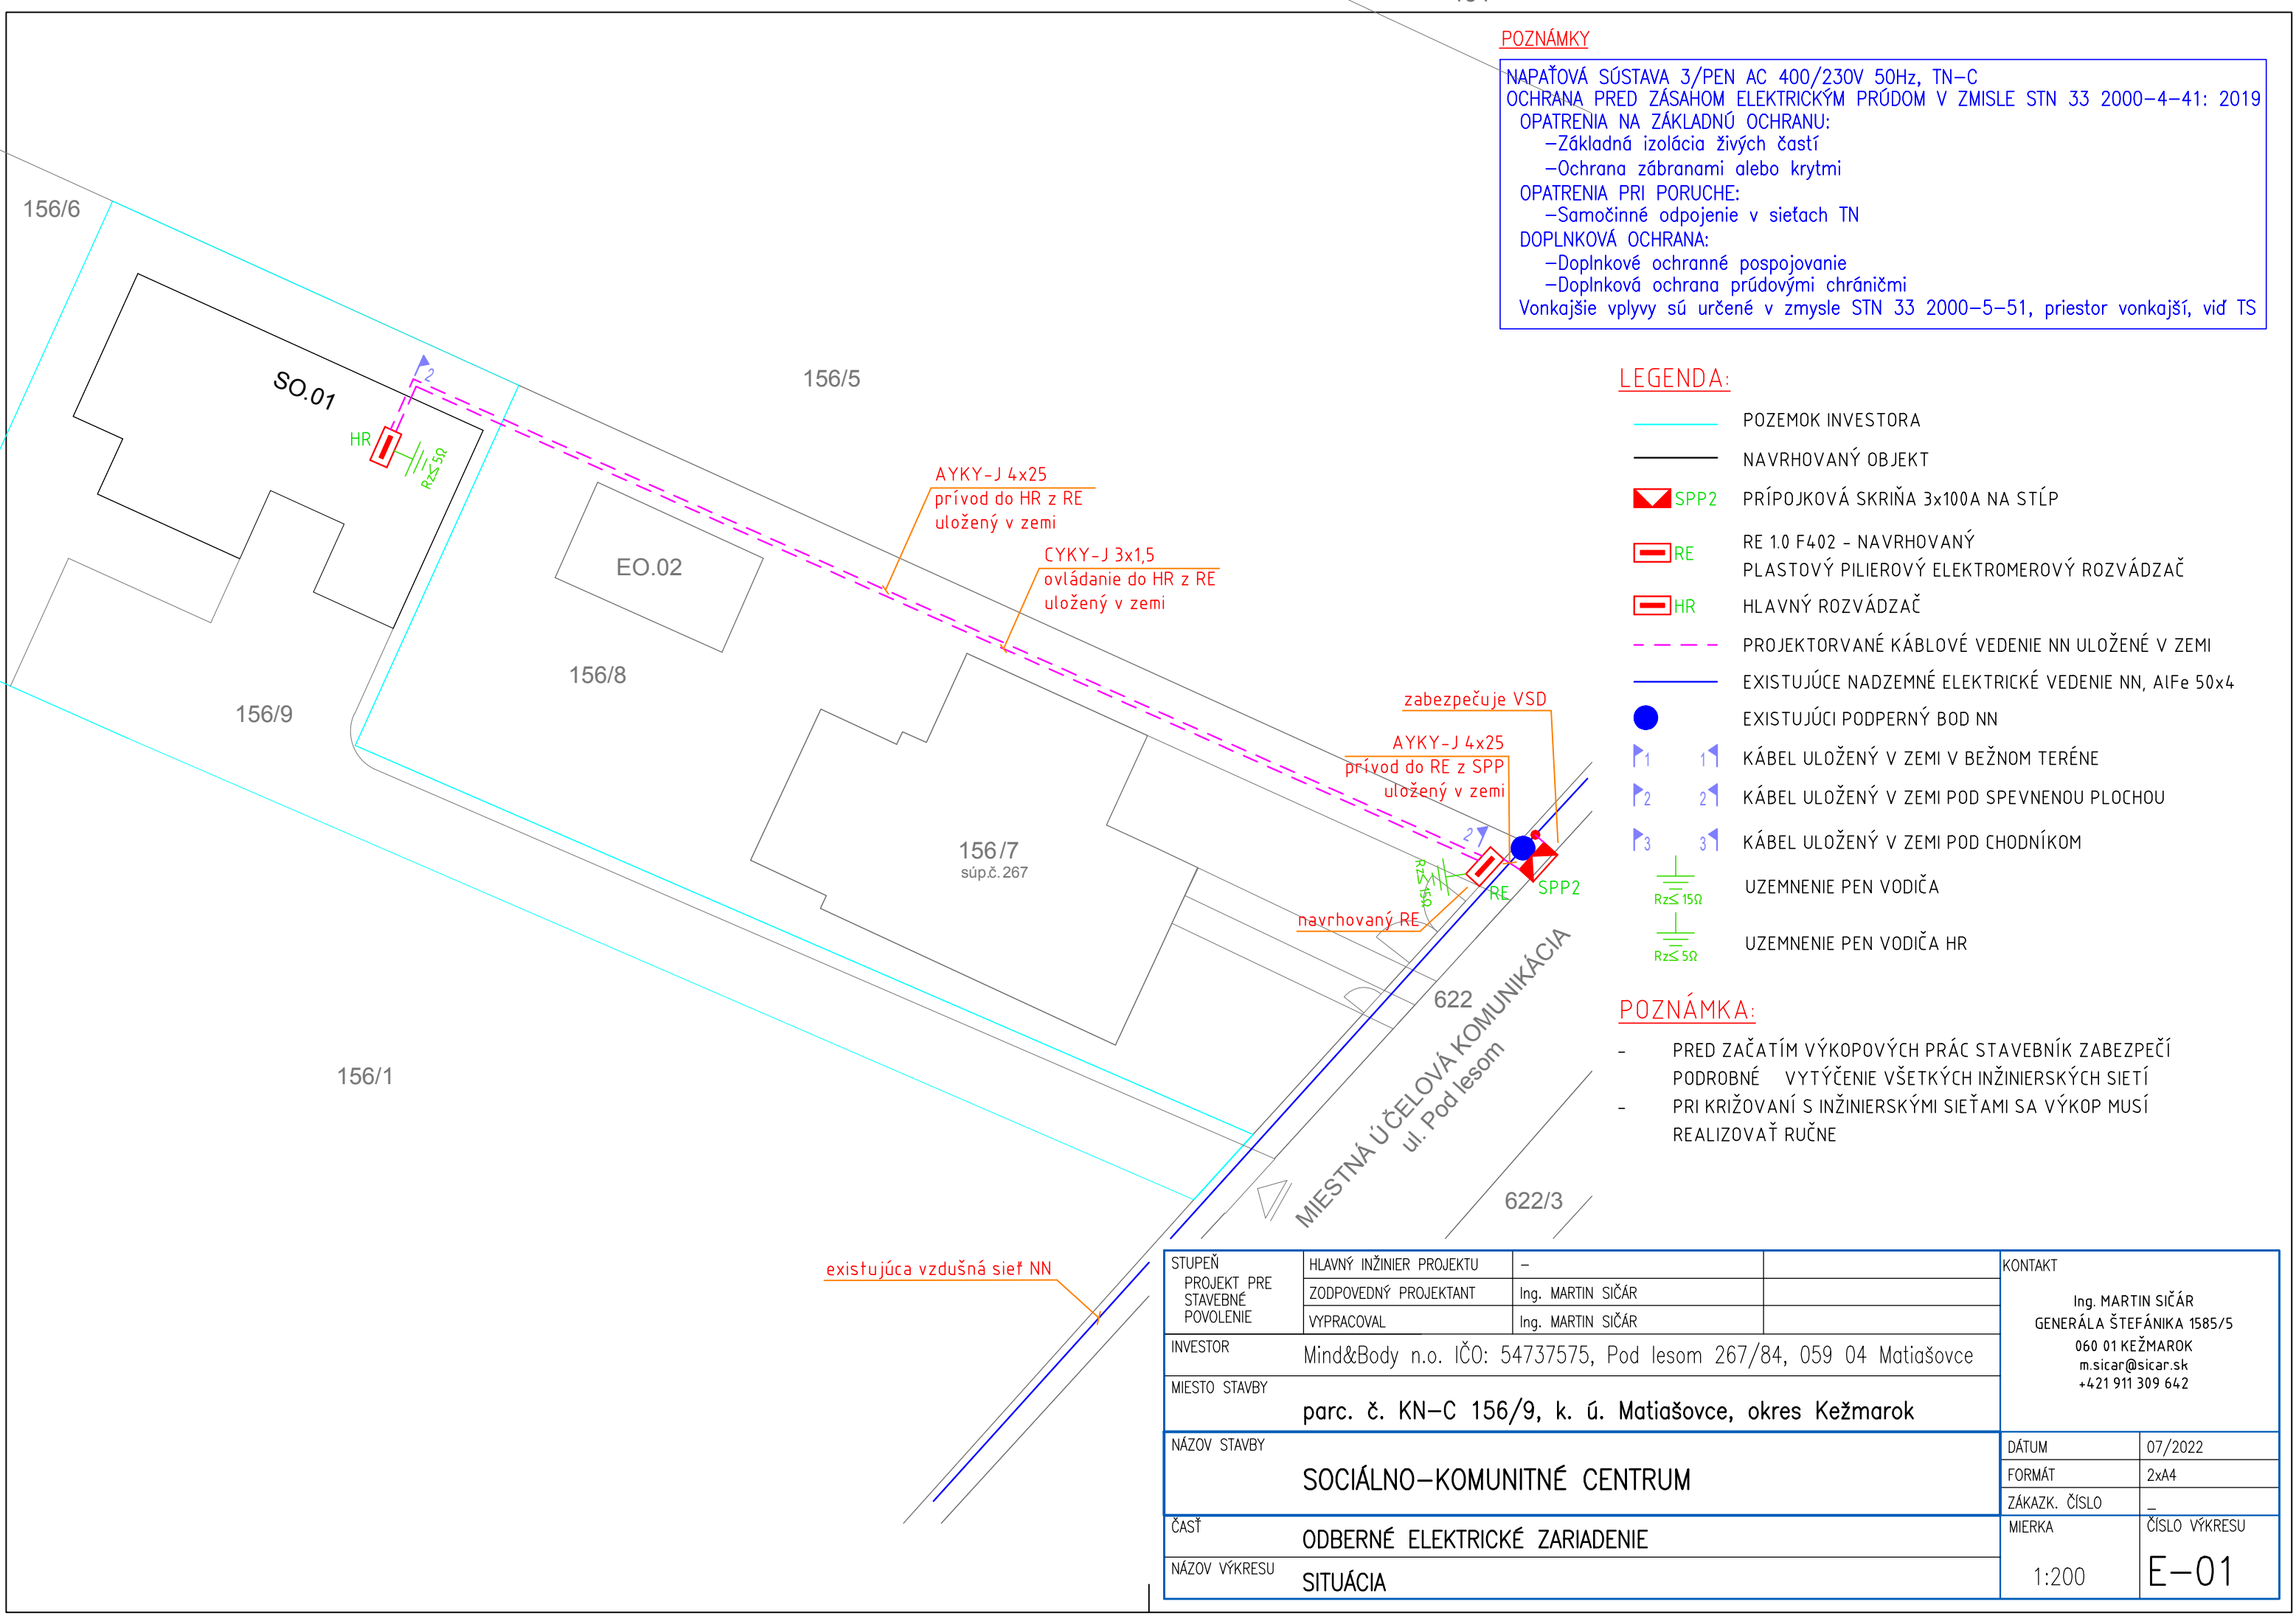 POZNÁMKY
NAPAŤOVÁ SÚSTAVA 3/PEN AC 400/230V 50Hz, TN-C
OCHRANA PRED ZÁSAHOM ELEKTRICKÝM PRÚDOM V ZMISLE STN 33 2000-4-41: 2019
OPATRENIA NA ZÁKLADNÚ OCHRANU:
-Základná izolácia živých častí
-Ochrana zábranami alebo krytmi
OPATRENIA PRI PORUCHE:
-Samočinné odpojenie v sieťach TN
DOPLNKOVÁ OCHRANA:
-Doplnkové ochranné pospojovanie
-Doplnková ochrana prúdovými chráničmi
Vonkajšie vplyvy sú určené v zmysle STN 33 2000-5-51, priestor vonkajší, viď TS
156/6
SO.01
2
HR
Rz≤ 5Ω
156/5
AYKY-J 4x25
prívod do HR z RE
uložený v zemi
CYKY-J 3x1,5
ovládanie do HR z RE
uložený v zemi
EO.02
156/8
156/9
zabezpečuje VSD
AYKY-J 4x25
prívod do RE z SPP
uložený v zemi
156/7
súp.č. 267
2
Rz≤ 15Ω
RE
SPP2
navrhovaný RE
622
MIESTNÁ ÚČELOVÁ KOMUNIKÁCIA
ul. Pod lesom
156/1
622/3
existujúca vzdušná sieť NN
LEGENDA:
POZEMOK INVESTORA
NAVRHOVANÝ OBJEKT
SPP2 PRÍPOJKOVÁ SKRIŇA 3x100A NA STĹP
RE RE 1.0 F402 - NAVRHOVANÝ
PLASTOVÝ PILIEROVÝ ELEKTROMEROVÝ ROZVÁDZAČ
HR HLAVNÝ ROZVÁDZAČ
PROJEKTORVANÉ KÁBLOVÉ VEDENIE NN ULOŽENÉ V ZEMI
EXISTUJÚCE NADZEMNÉ ELEKTRICKÉ VEDENIE NN, AlFe 50x4
EXISTUJÚCI PODPERNÝ BOD NN
1 1 KÁBEL ULOŽENÝ V ZEMI V BEŽNOM TERÉNE
2 2 KÁBEL ULOŽENÝ V ZEMI POD SPEVNENOU PLOCHOU
3 3 KÁBEL ULOŽENÝ V ZEMI POD CHODNÍKOM
Rz≤ 15Ω UZEMNENIE PEN VODIČA
Rz≤ 5Ω UZEMNENIE PEN VODIČA HR
POZNÁMKA:
- PRED ZAČATÍM VÝKOPOVÝCH PRÁC STAVEBNÍK ZABEZPEČÍ
PODROBNÉ VYTÝČENIE VŠETKÝCH INŽINIERSKÝCH SIETÍ
- PRI KRIŽOVANÍ S INŽINIERSKÝMI SIEŤAMI SA VÝKOP MUSÍ
REALIZOVAŤ RUČNE
STUPEŇ
PROJEKT PRE
STAVEBNÉ
POVOLENIE
HLAVNÝ INŽINIER PROJEKTU -
ZODPOVEDNÝ PROJEKTANT Ing. MARTIN SIČÁR
VYPRACOVAL Ing. MARTIN SIČÁR
KONTAKT
Ing. MARTIN SIČÁR
GENERÁLA ŠTEFÁNIKA 1585/5
060 01 KEŽMAROK
m.sicar@sicar.sk
+421 911 309 642
INVESTOR
Mind&Body n.o. IČO: 54737575, Pod lesom 267/84, 059 04 Matiašovce
MIESTO STAVBY
parc. č. KN-C 156/9, k. ú. Matiašovce, okres Kežmarok
NÁZOV STAVBY
SOCIÁLNO-KOMUNITNÉ CENTRUM
DÁTUM 07/2022
FORMÁT 2xA4
ZÁKAZK. ČÍSLO _
ČASŤ
ODBERNÉ ELEKTRICKÉ ZARIADENIE
NÁZOV VÝKRESU
SITUÁCIA
MIERKA
1:200
ČÍSLO VÝKRESU
E-01